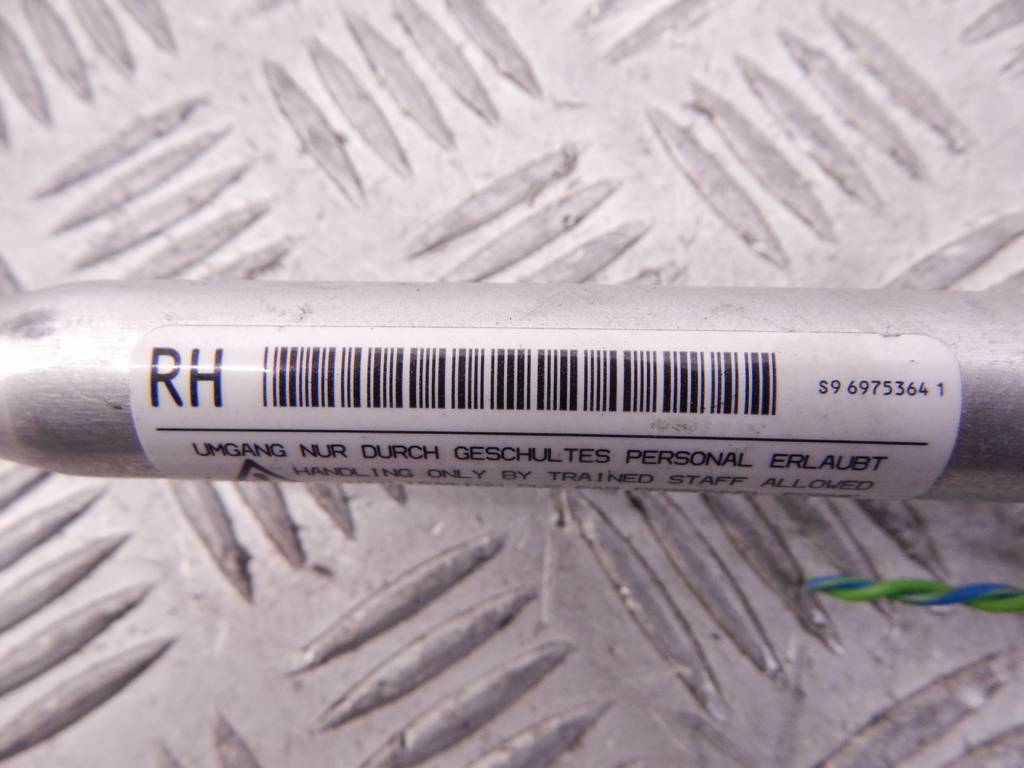 RH
S9 6975364 1
UMGANG NUR DURCH GESCHULTES PERSONAL ERLAUBT
HANDLING ONLY BY TRAINED STAFF ALLOWED